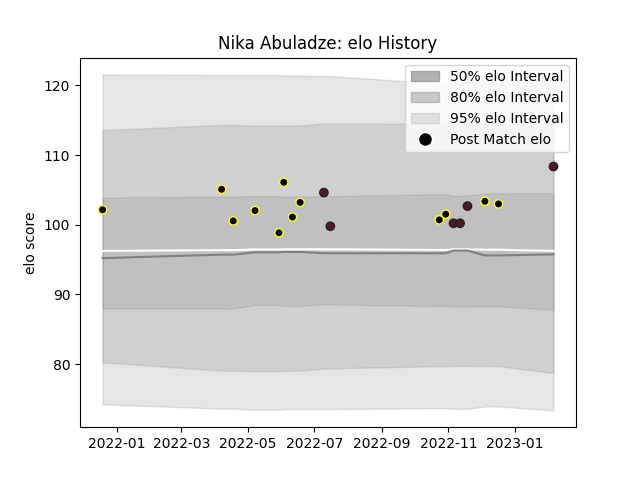 Nika Abuladze: elo History
50% elo Interval
80% elo Interval
95% elo Interval
Post Match elo
elo score
120
110
100
90
80
2022-01 2022-03 2022-05 2022-07 2022-09 2022-11 2023-01